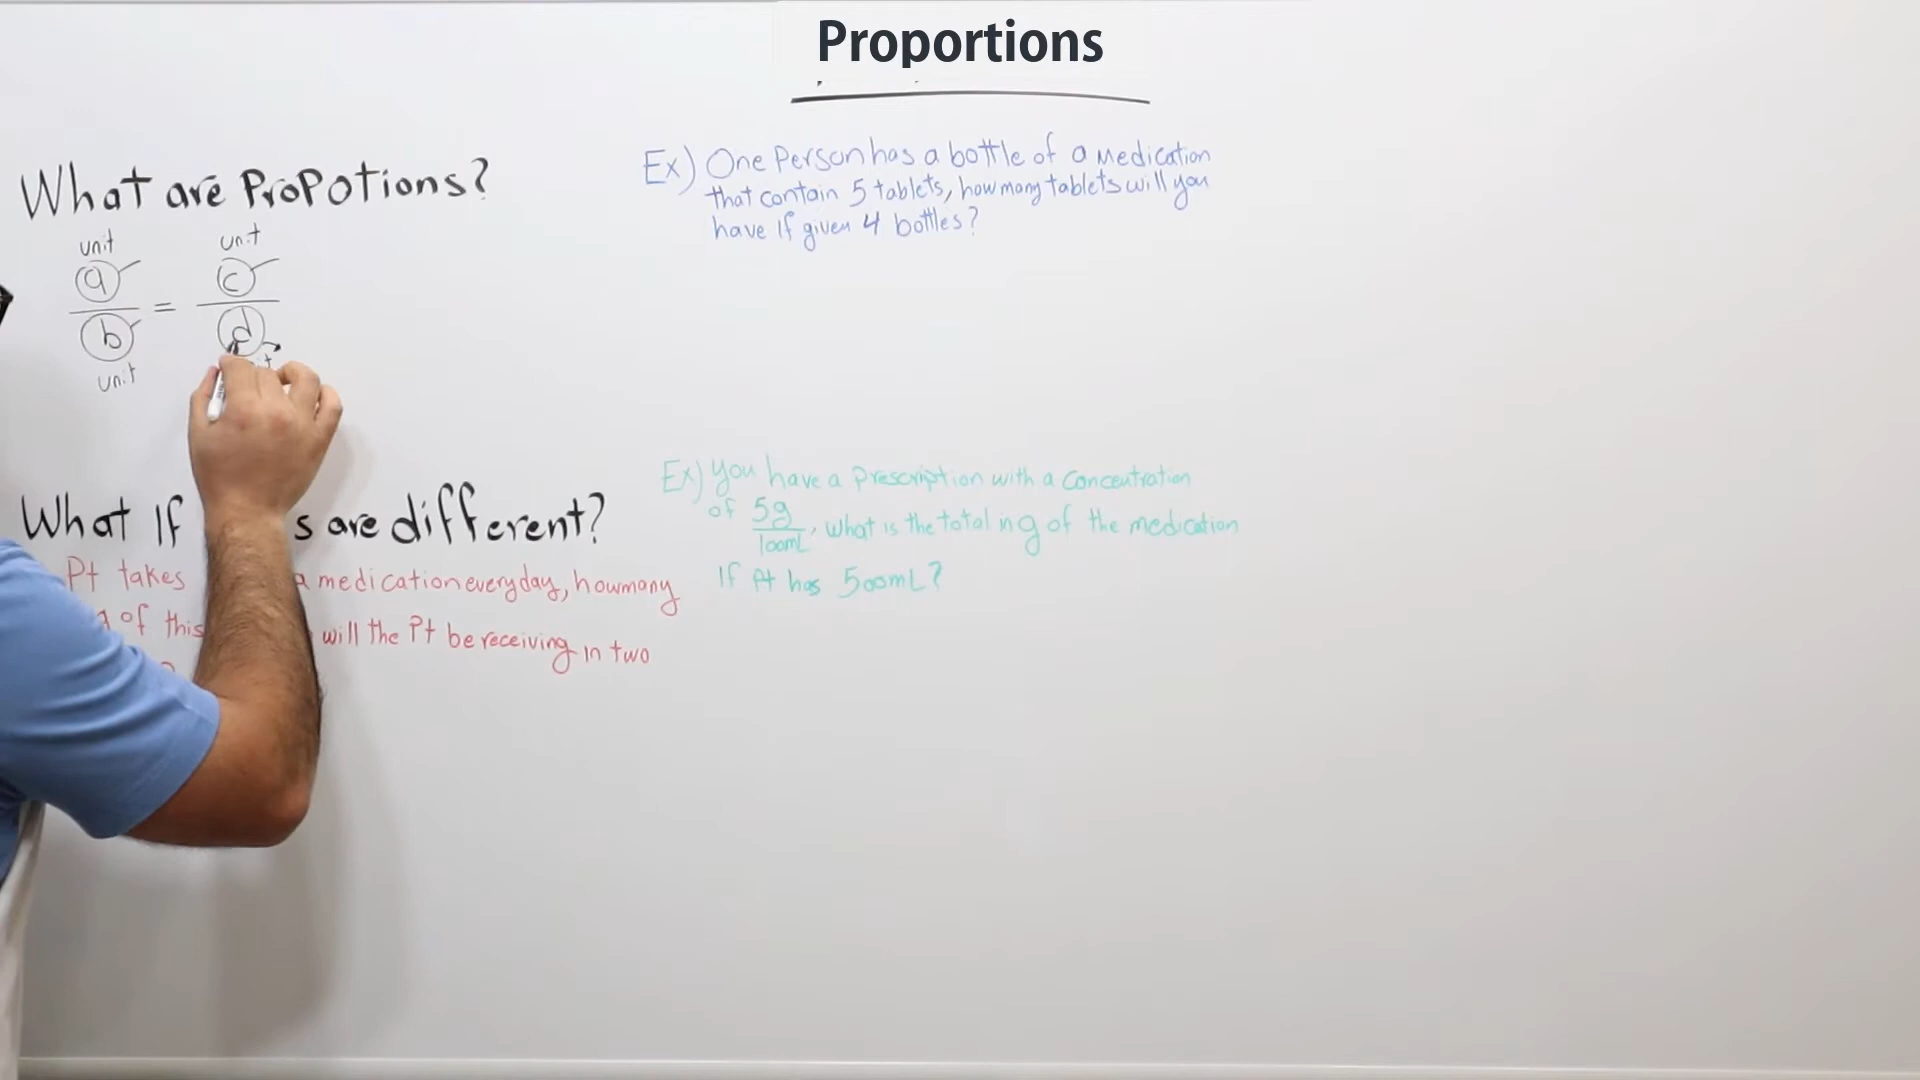 Proportions
What are ProPotions?
unit unit
a c
= 
b d
unit
What If s are different?
Pt takes a medication everyday, how many
of this will the Pt be receiving in two
Ex) One Person has a bottle of a Medication
that contain 5 tablets, how many tablets will you
have If given 4 bottles?
Ex) you have a Prescription with a Concentration
of 5g/100mL, what is the total in g of the medication
If Pt has 500mL?